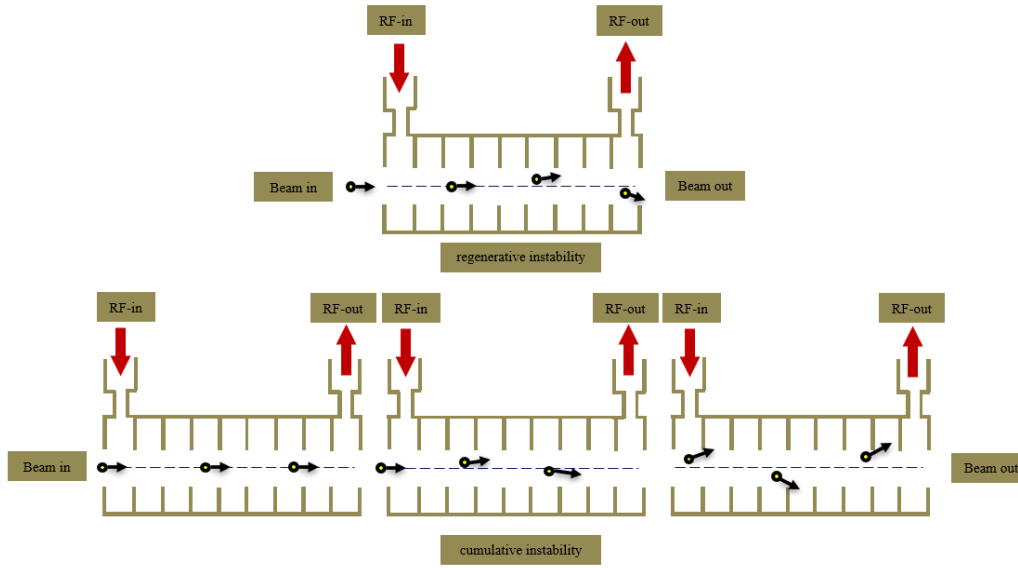 RF-in
RF-out
Beam in
Beam out
regenerative instability
RF-in
RF-out
RF-in
RF-out
RF-in
RF-out
Beam in
Beam out
cumulative instability